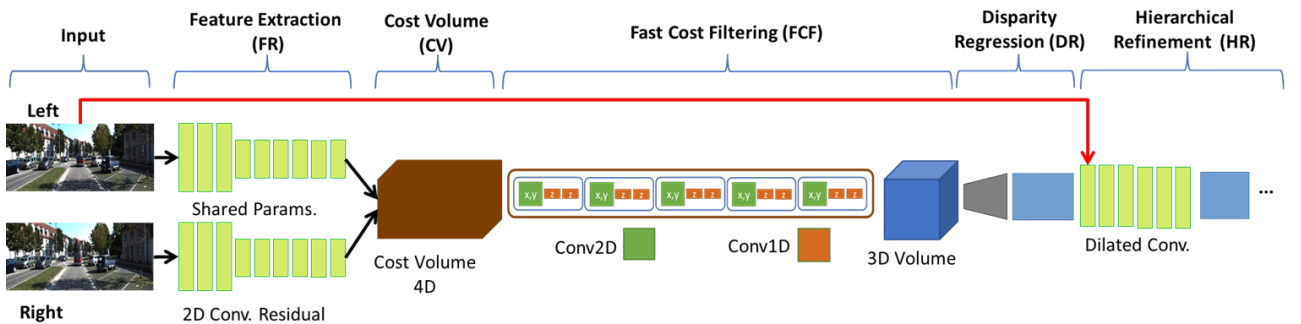 Input
Feature Extraction
(FR)
Cost Volume
(CV)
Fast Cost Filtering (FCF)
Disparity
Regression (DR)
Hierarchical
Refinement (HR)
Left
x,y z z x,y z z x,y z z x,y z z x,y z z
...
Shared Params.
Conv2D
Conv1D
3D Volume
Dilated Conv.
Cost Volume
4D
Right
2D Conv. Residual